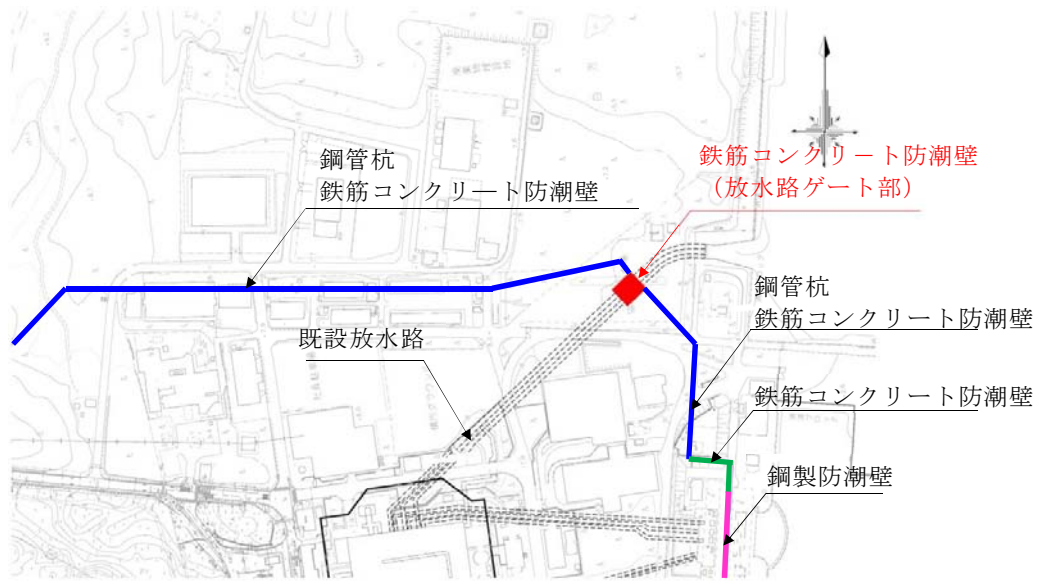 鋼管杭
鉄筋コンクリート防潮壁
鉄筋コンクリート防潮壁
（放水路ゲート部）
鋼管杭
鉄筋コンクリート防潮壁
既設放水路
鉄筋コンクリート防潮壁
鋼製防潮壁